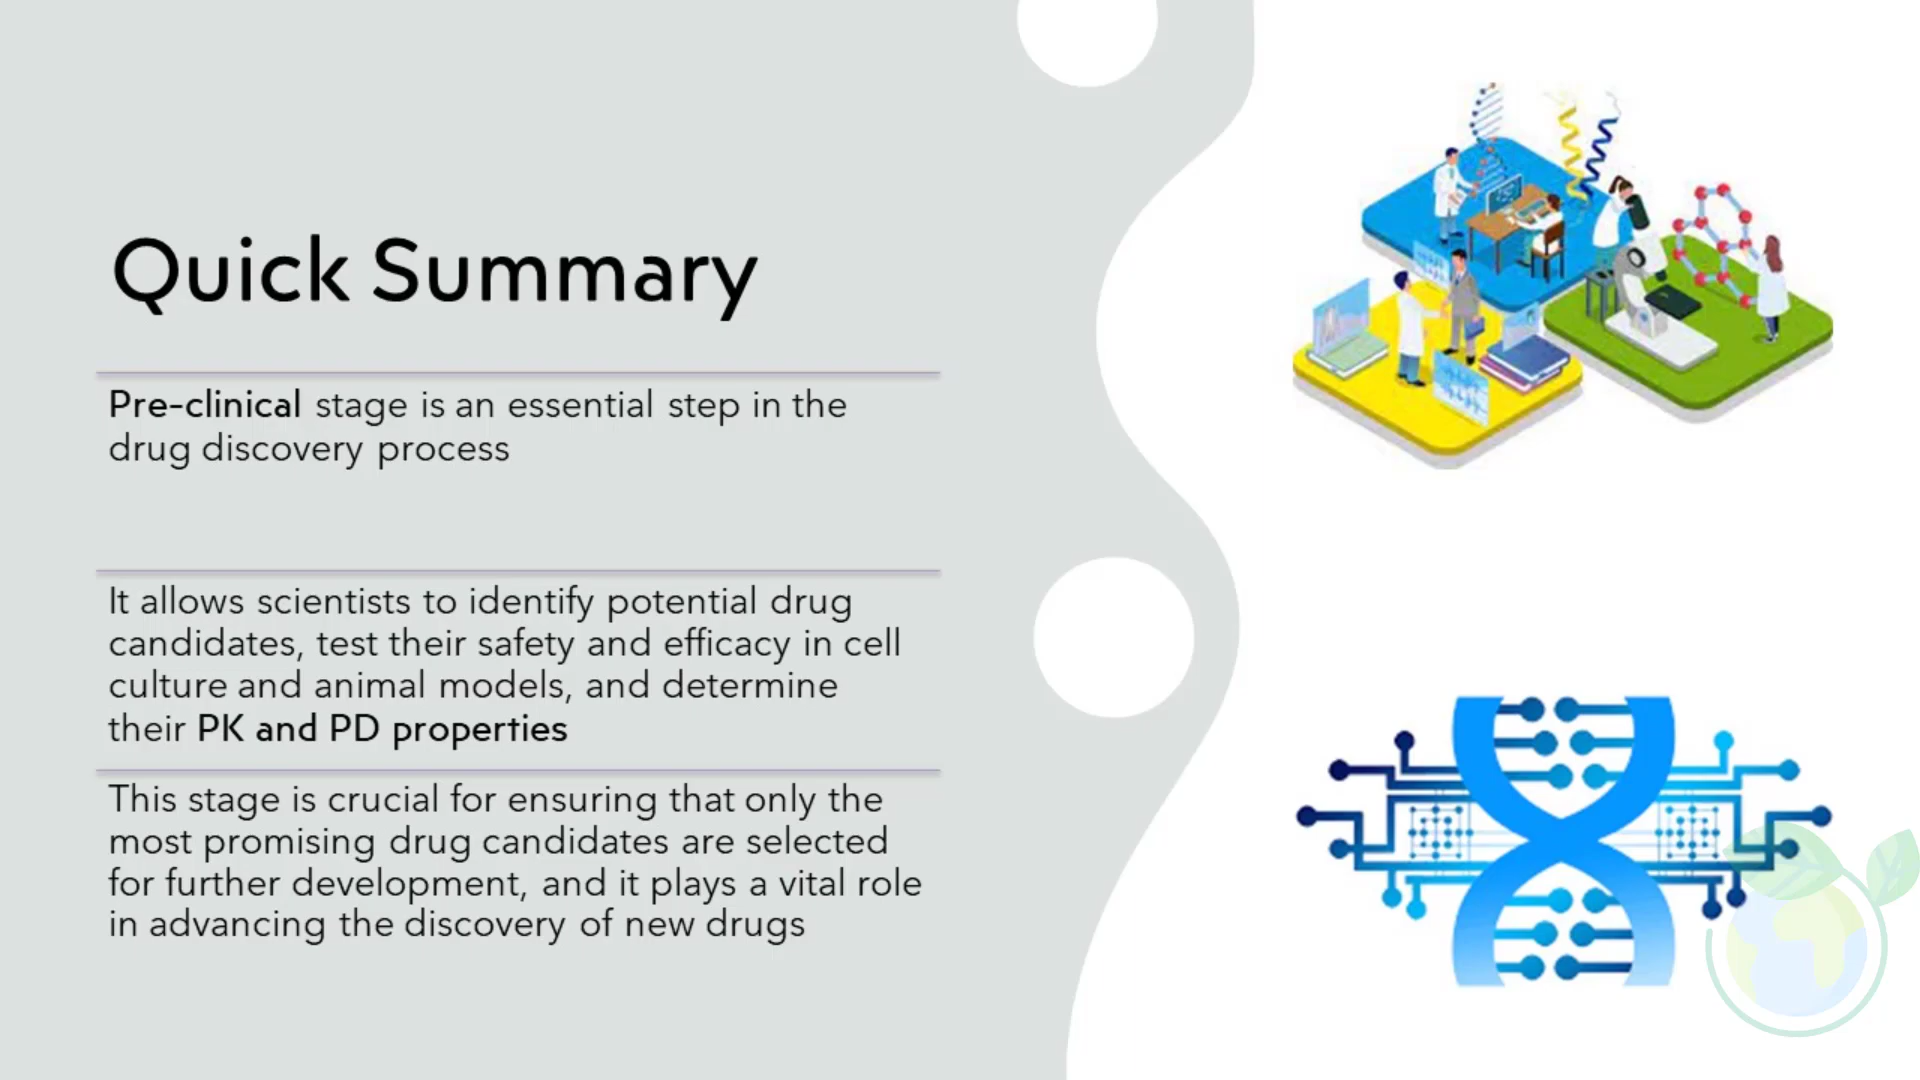 Quick Summary
Pre-clinical stage is an essential step in the
drug discovery process
It allows scientists to identify potential drug
candidates, test their safety and efficacy in cell
culture and animal models, and determine
their PK and PD properties
This stage is crucial for ensuring that only the
most promising drug candidates are selected
for further development, and it plays a vital role
in advancing the discovery of new drugs